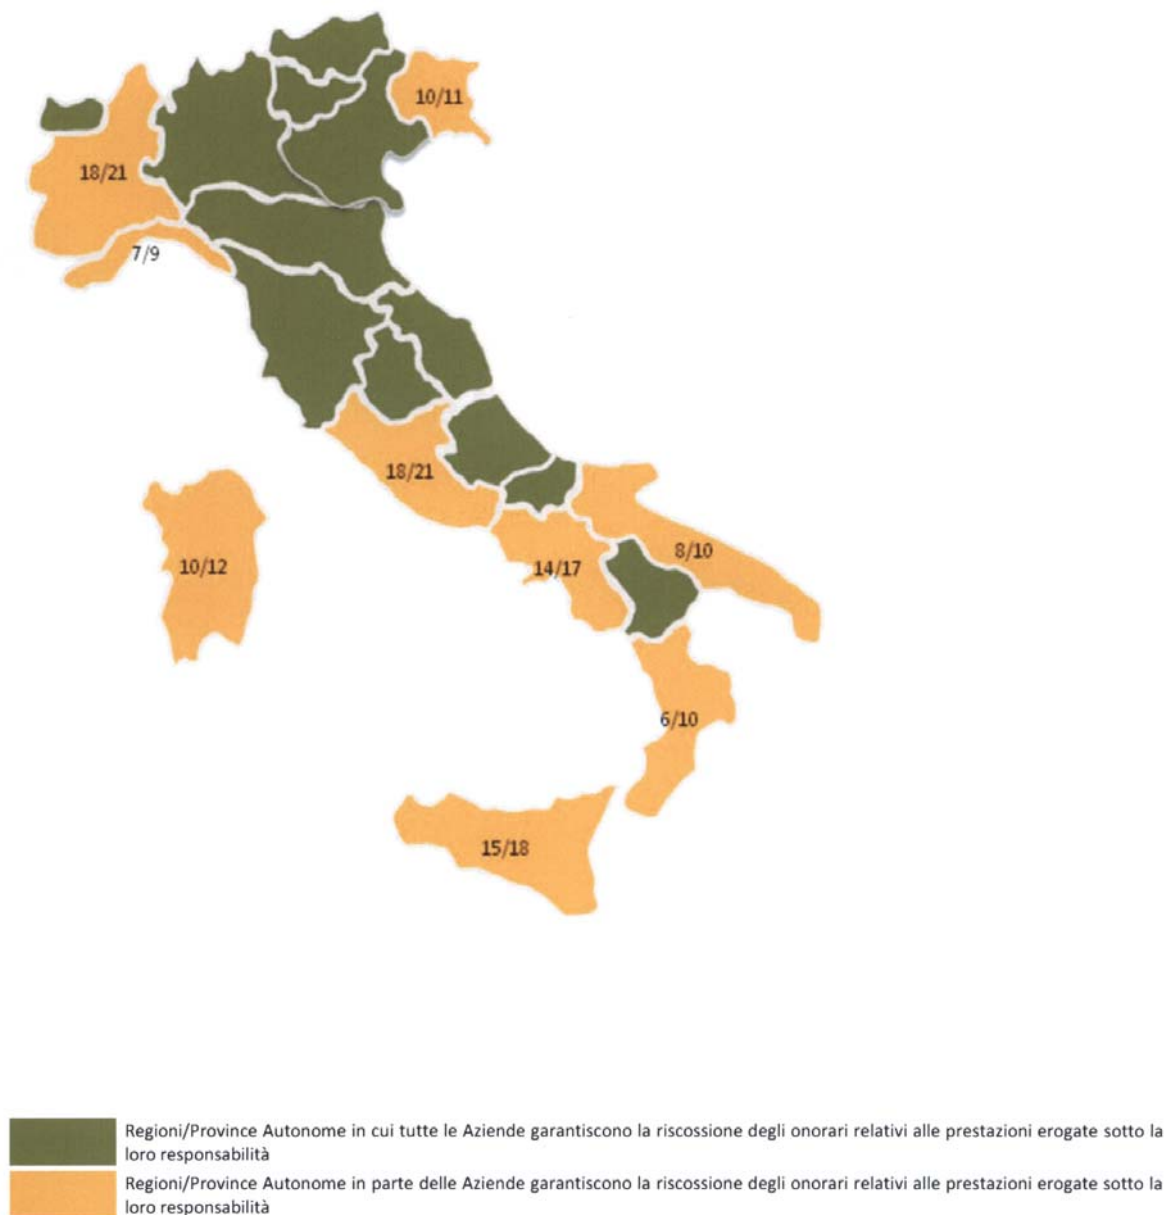 10/11
18/21
7/9
18/21
10/12
14/17
8/10
6/10
15/18
Regioni/Province Autonome in cui tutte le Aziende garantiscono la riscossione degli onorari relativi alle prestazioni erogate sotto la
loro responsabilità
Regioni/Province Autonome in parte delle Aziende garantiscono la riscossione degli onorari relativi alle prestazioni erogate sotto la
loro responsabilità